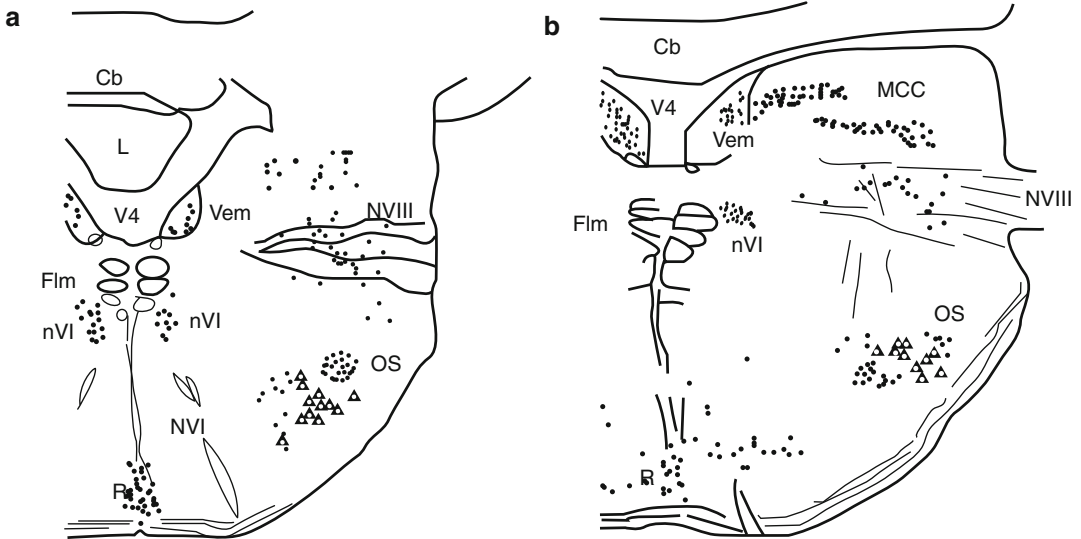 a
Cb
L
V4
Vem
NVIII
Flm
nVI
nVI
OS
NVI
R
b
Cb
MCC
V4
Vem
NVIII
Flm
nVI
OS
R